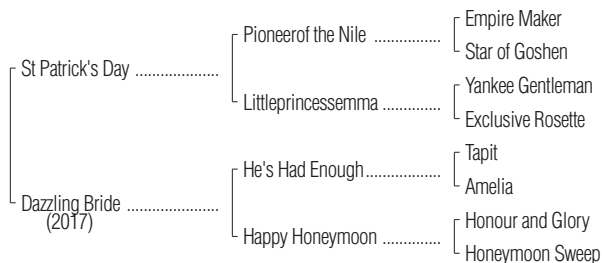 Empire Maker
Pioneerof the Nile ................
Star of Goshen
St Patrick's Day .....................
Yankee Gentleman
Littleprincessemma ..............
Exclusive Rosette
Tapit
He's Had Enough..................
Amelia
Dazzling Bride .......................
(2017)
Honour and Glory
Happy Honeymoon ..............
Honeymoon Sweep